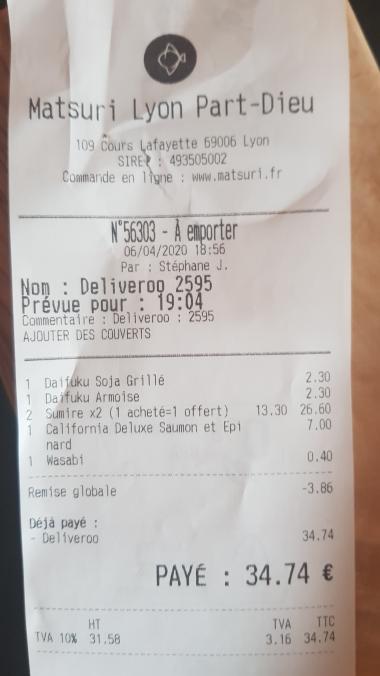 Matsuri Lyon Part-Dieu
109 Cours Lafayette 69006 Lyon
SIRET : 493505002
Commande en ligne : www.matsuri.fr
N°56303 - À emporter
06/04/2020 18:56
Par : Stéphane J.
Nom : Deliveroo 2595
Prévue pour : 19:04
Commentaire : Deliveroo : 2595
AJOUTER DES COUVERTS
1 Daifuku Soja Grillé 2.30
1 Daifuku Armoise 2.30
2 Sumire x2 (1 acheté=1 offert) 13.30 26.60
1 California Deluxe Saumon et Epi 7.00
nard
1 Wasabi 0.40
Remise globale -3.86
Déjà payé :
- Deliveroo 34.74
PAYÉ : 34.74 €
HT TVA TTC
TVA 10% 31.58 3.16 34.74